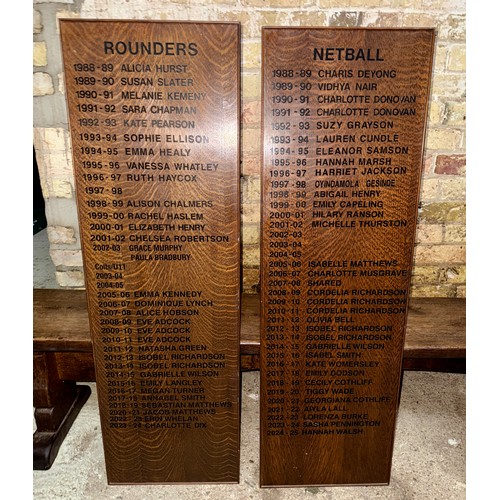 ROUNDERS
1988-89 ALICIA HURST
1989-90 SUSAN SLATER
1990-91 MELANIE KEMENY
1991-92 SARA CHAPMAN
1992-93 KATE PEARSON
1993-94 SOPHIE ELLISON
1994-95 EMMA HEALY
1995-96 VANESSA WHATLEY
1996-97 RUTH HAYCOX
1997-98
1998-99 ALISON CHALMERS
1999-00 RACHEL HASLEM
2000-01 ELIZABETH HENRY
2001-02 CHELSEA ROBERTSON
2002-03 GRACE MURPHY
PAULA BRADBURY
Colts/U11
2003-04
2004-05
2005-06 EMMA KENNEDY
2006-07 DOMINIQUE LYNCH
2007-08 ALICE HOBSON
2008-09 EVE ADCOCK
2009-10 EVE ADCOCK
2010-11 EVE ADCOCK
2011-12 NATASHA GREEN
2012-13 ISOBEL RICHARDSON
2013-14 ISOBEL RICHARDSON
2014-15 GABRIELLE WILSON
2015-16 EMILY LANGLEY
2016-17 MEGAN TURNER
2017-18 ANNABEL SMITH
2018-19 SEBASTIAN MATTHEWS
2020-21 JACOB MATTHEWS
2022-23 ERIN WHELAN
2023-24 CHARLOTTE DIX
NETBALL
1988-89 CHARIS DEYONG
1989-90 VIDHYA NAIR
1990-91 CHARLOTTE DONOVAN
1991-92 CHARLOTTE DONOVAN
1992-93 SUZY GRAYSON
1993-94 LAUREN CUNDLE
1994-95 ELEANOR SAMSON
1995-96 HANNAH MARSH
1996-97 HARRIET JACKSON
1997-98 OYINDAMOLA GESINDE
1998-99 ABIGAIL HENRY
1999-00 EMILY CAPELING
2000-01 HILARY RANSON
2001-02 MICHELLE THURSTON
2002-03
2003-04
2004-05
2005-06 ISABELLE MATTHEWS
2006-07 CHARLOTTE MUSGRAVE
2007-08 SHARED
2008-09 CORDELIA RICHARDSON
2009-10 CORDELIA RICHARDSON
2010-11 CORDELIA RICHARDSON
2011-12 OLIVIA BELL
2012-13 ISOBEL RICHARDSON
2013-14 ISOBEL RICHARDSON
2014-15 GABRIELLE WILSON
2015-16 ISABEL SMITH
2016-17 KATE WOMERSLEY
2017-18 EMILY DODSON
2018-19 CECILY COTHLIFF
2019-20 TIGGY WADE
2020-21 GEORGIANA COTHLIFF
2021-22 AYLA LALL
2022-23 LORENZA BURKE
2023-24 SASHA PENNINGTON
2024-25 HANNAH WALSH